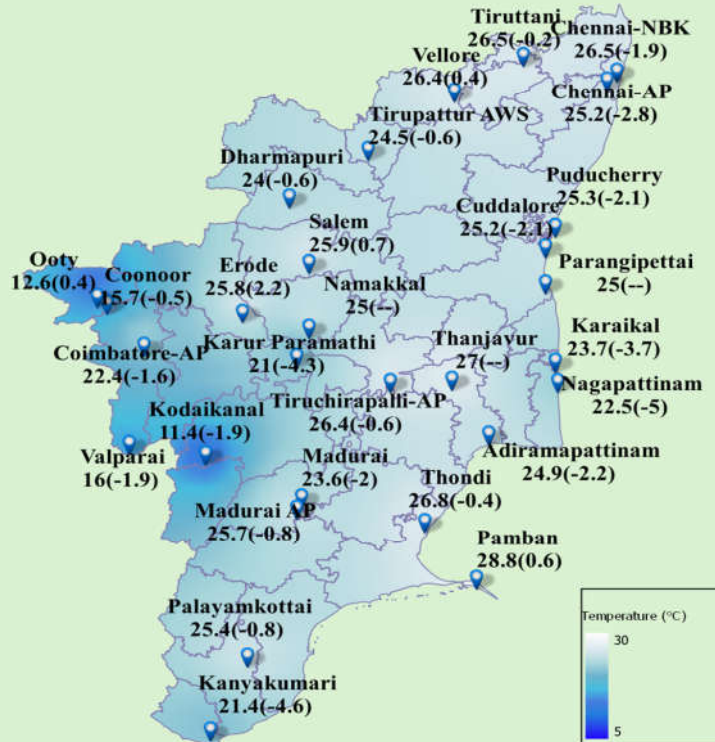 Tiruttani
26.5(-0.2)
Chennai-NBK
26.5(-1.9)
Vellore
26.4(0.4)
Chennai-AP
25.2(-2.8)
Tirupattur AWS
24.5(-0.6)
Dharmapuri
24(-0.6)
Puducherry
25.3(-2.1)
Cuddalore
25.2(-2.1)
Salem
25.9(0.7)
Ooty
12.6(0.4)
Coonoor
15.7(-0.5)
Erode
25.8(2.2)
Namakkal
25(--)
Parangipettai
25(--)
Coimbatore-AP
22.4(-1.6)
Karur Paramathi
21(-4.3)
Thanjavur
27(--)
Karaikal
23.7(-3.7)
Nagapattinam
22.5(-5)
Tiruchirapalli-AP
26.4(-0.6)
Kodaikanal
11.4(-1.9)
Valparai
16(-1.9)
Adiramapattinam
24.9(-2.2)
Madurai
23.6(-2)
Thondi
26.8(-0.4)
Madurai AP
25.7(-0.8)
Pamban
28.8(0.6)
Palayamkottai
25.4(-0.8)
Kanyakumari
21.4(-4.6)
Temperature (°C)
30
5